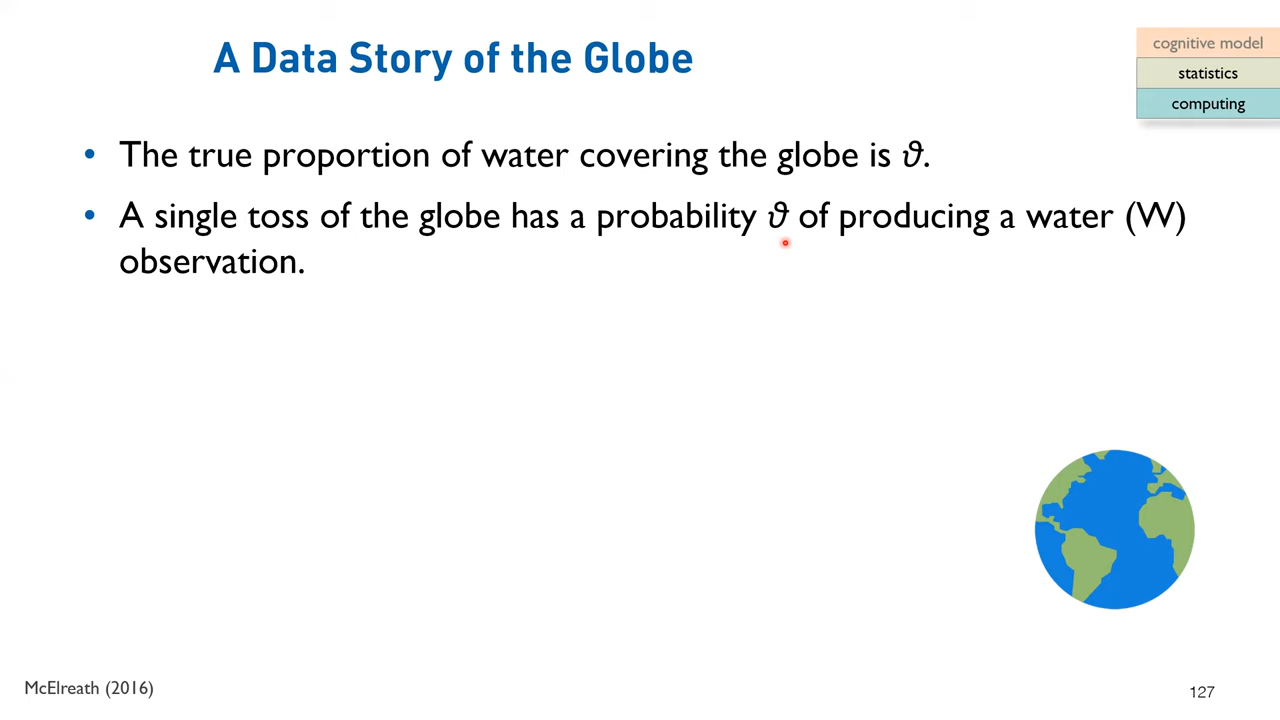 A Data Story of the Globe
cognitive model
statistics
computing
• The true proportion of water covering the globe is ϑ.
• A single toss of the globe has a probability ϑ of producing a water (W)
observation.
McElreath (2016)
127